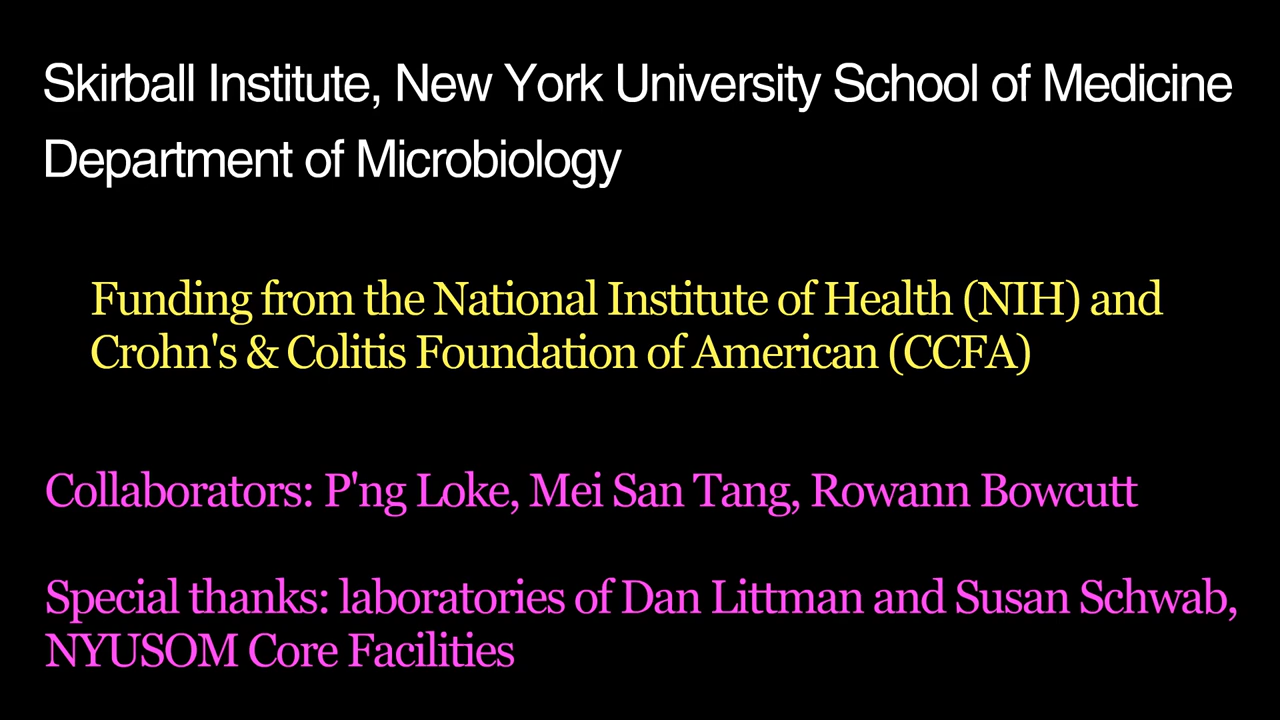 Skirball Institute, New York University School of Medicine
Department of Microbiology
Funding from the National Institute of Health (NIH) and
Crohn's & Colitis Foundation of American (CCFA)
Collaborators: P'ng Loke, Mei San Tang, Rowann Bowcutt
Special thanks: laboratories of Dan Littman and Susan Schwab,
NYUSOM Core Facilities